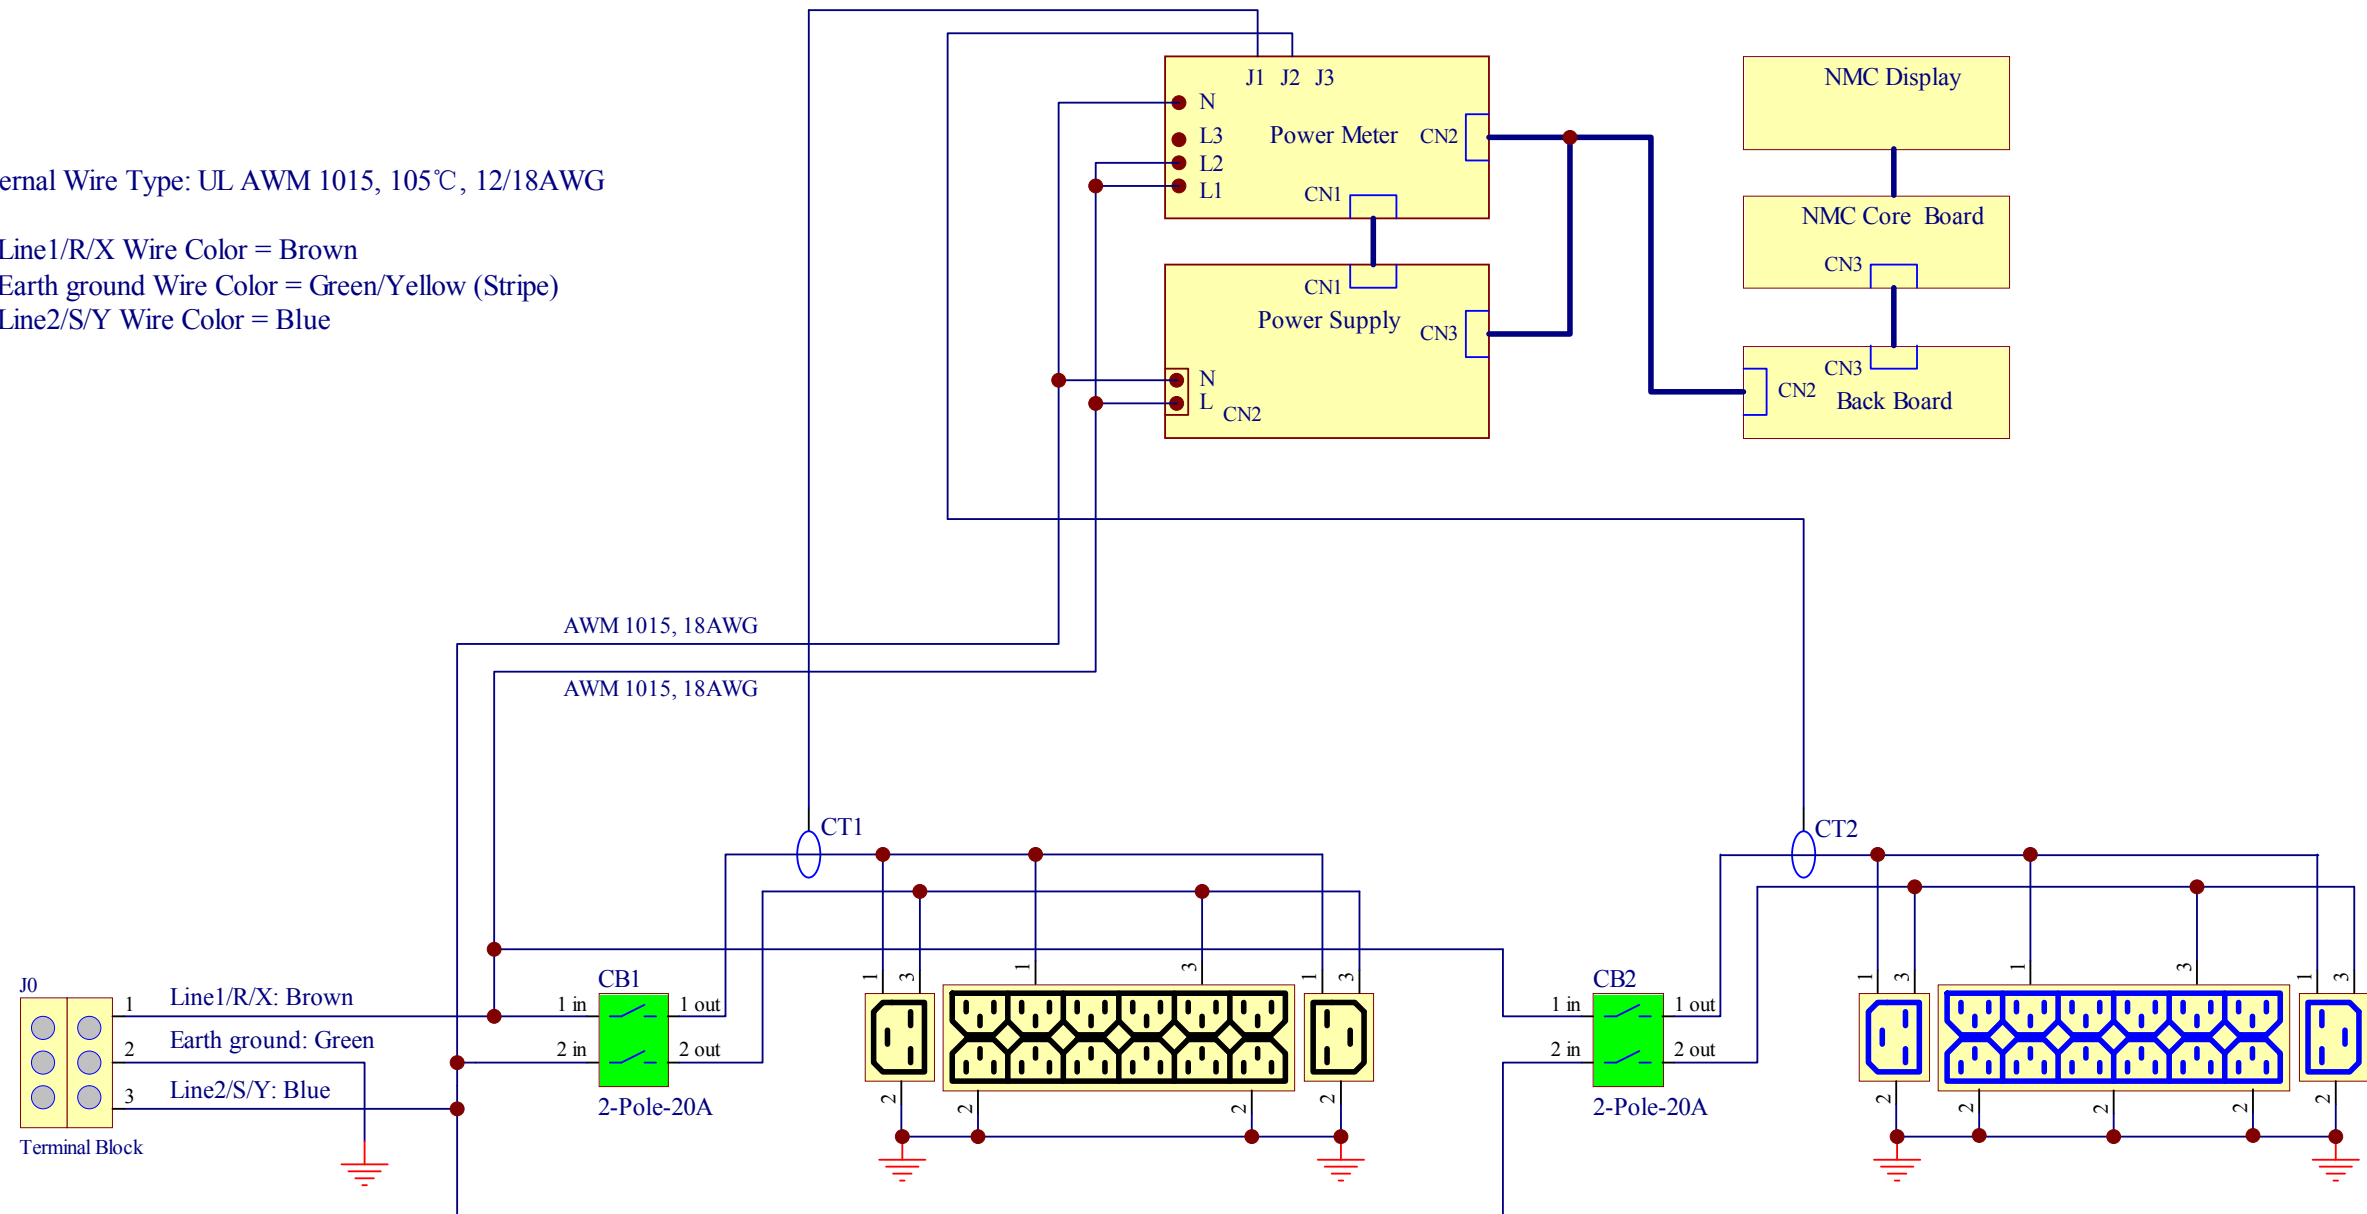 J1 J2 J3
N
L3
L2
L1
Power Meter
CN2
CN1
NMC Display
ernal Wire Type: UL AWM 1015, 105℃, 12/18AWG
Line1/R/X Wire Color = Brown
Earth ground Wire Color = Green/Yellow (Stripe)
Line2/S/Y Wire Color = Blue
NMC Core Board
CN3
CN1
Power Supply
CN3
N
L
CN2
CN3
CN2
Back Board
AWM 1015, 18AWG
AWM 1015, 18AWG
CT1
CT2
J0
1
Line1/R/X: Brown
2
Earth ground: Green
3
Line2/S/Y: Blue
Terminal Block
CB1
1 in
1 out
2 in
2 out
2-Pole-20A
1
3
1
3
1
3
2
2
2
2
CB2
1 in
1 out
2 in
2 out
2-Pole-20A
1
3
1
3
1
3
2
2
2
2
2